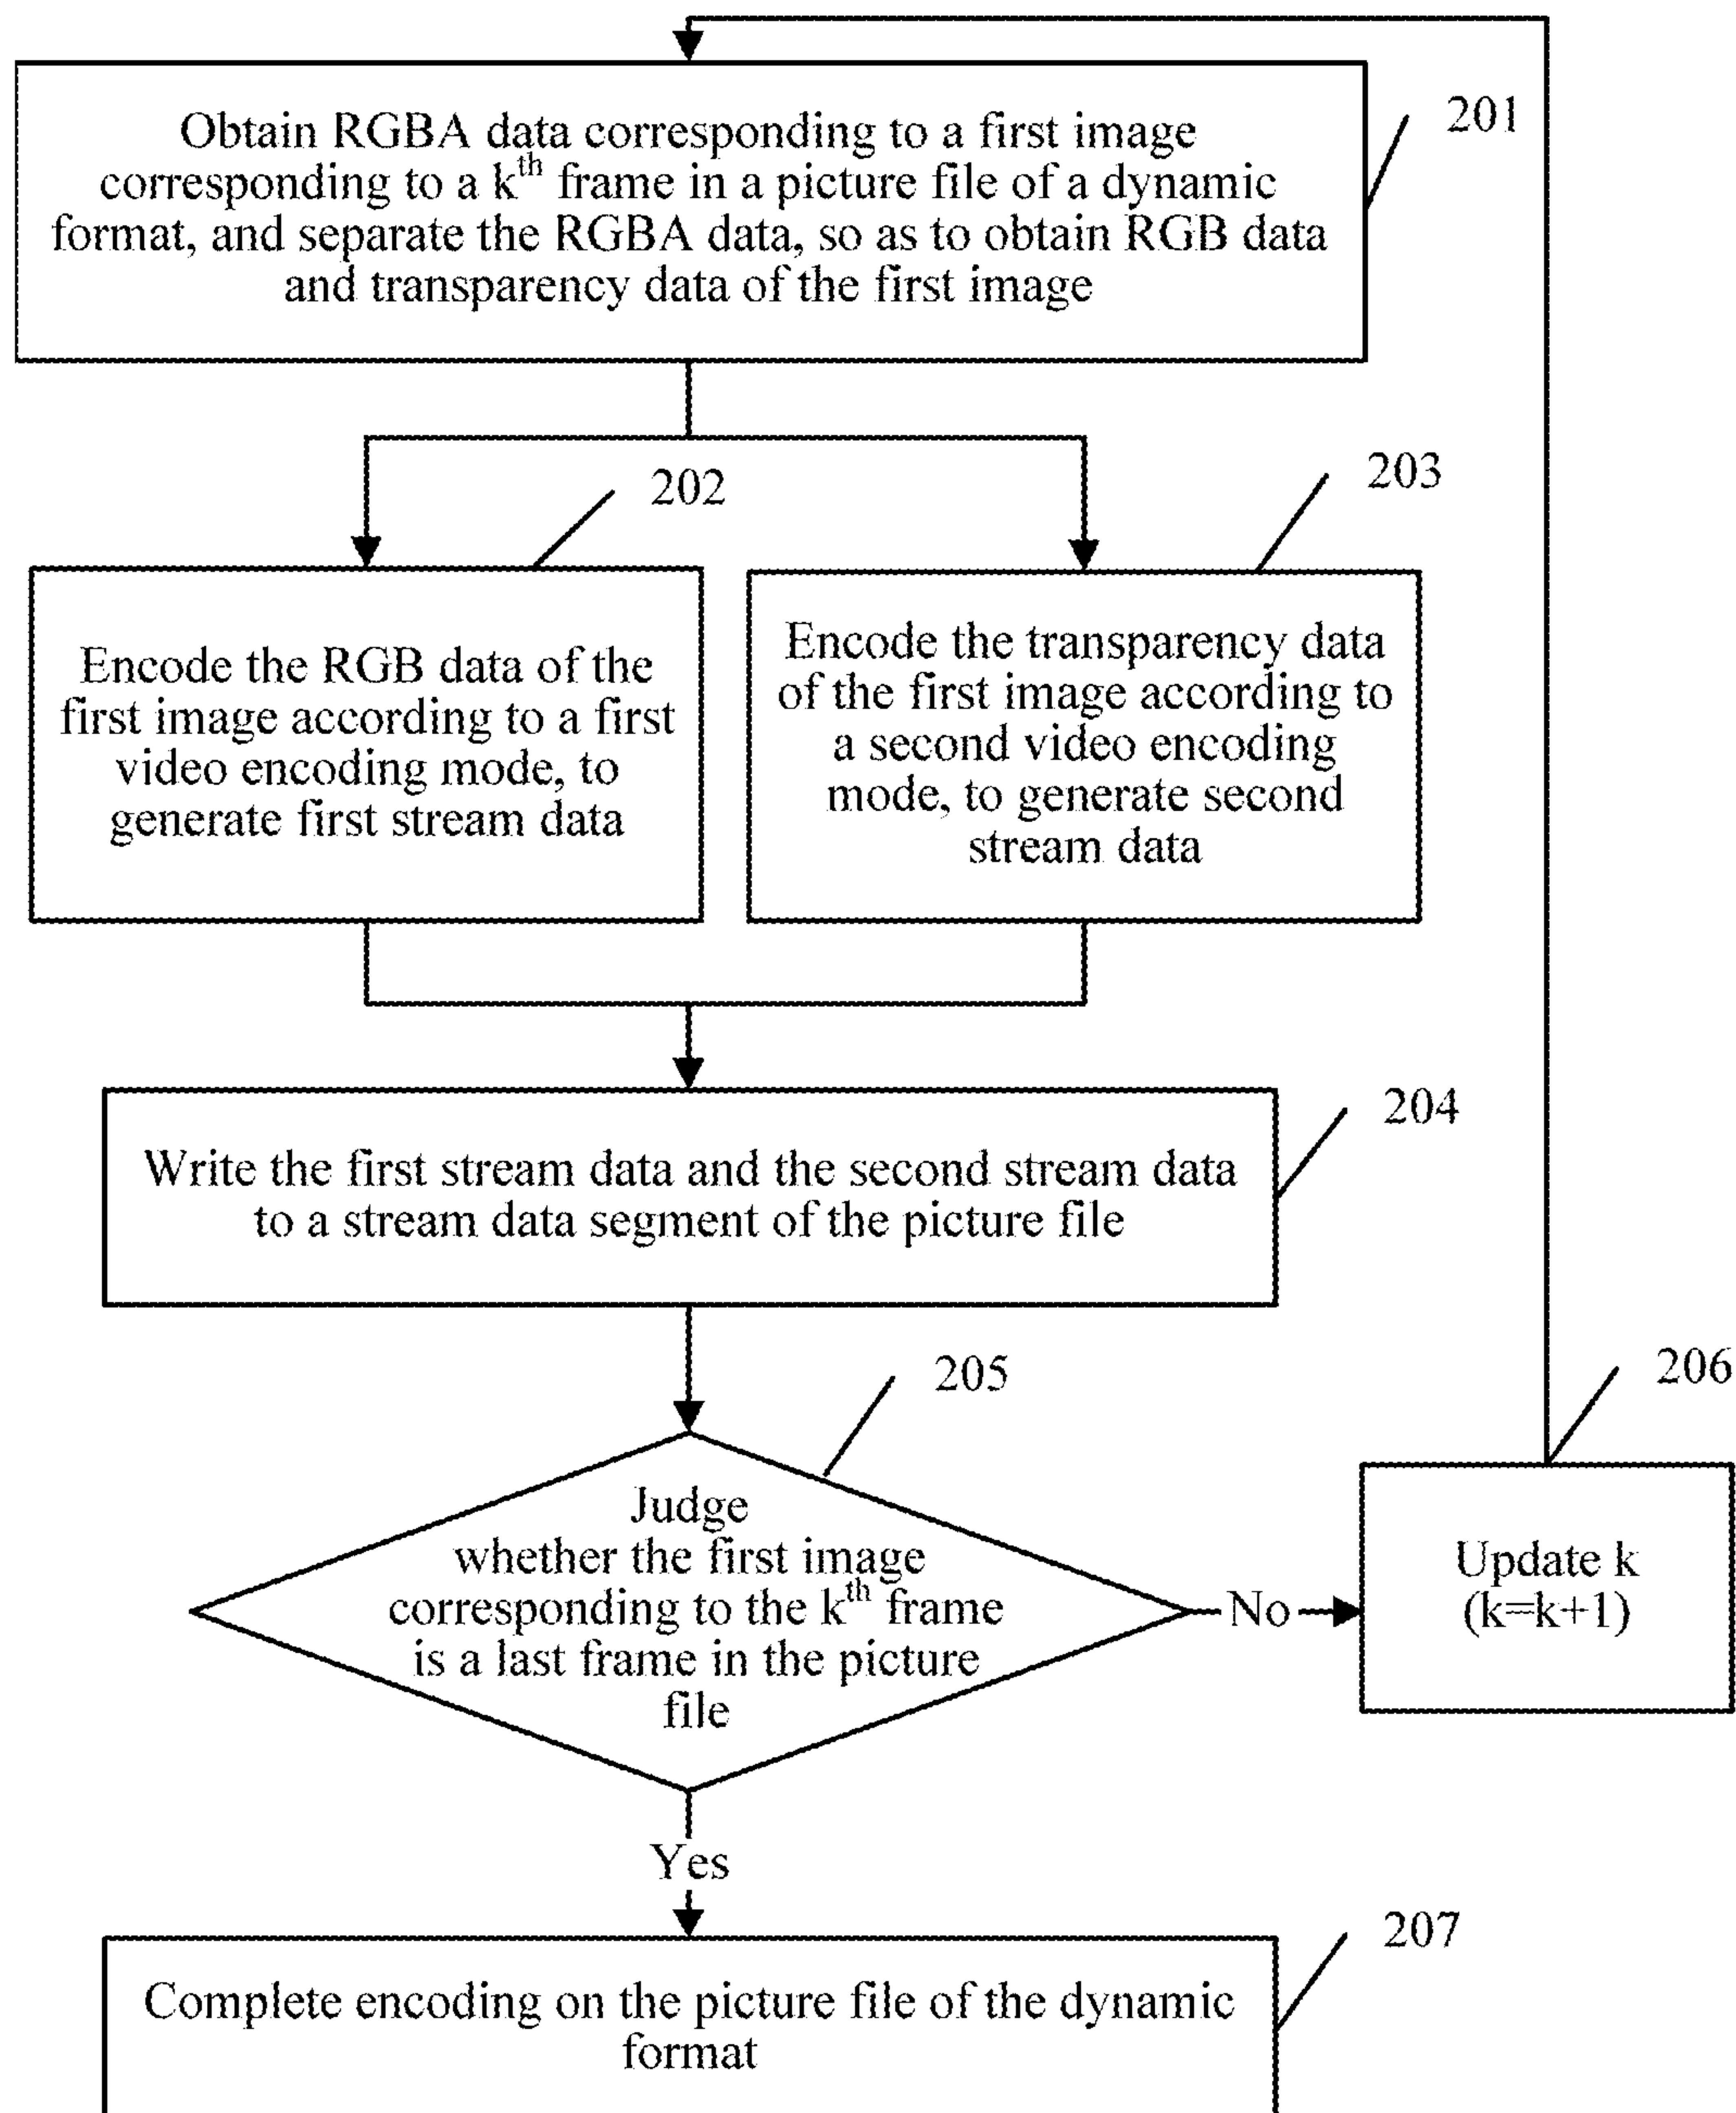 201
Obtain RGBA data corresponding to a first image
corresponding to a kth frame in a picture file of a dynamic
format, and separate the RGBA data, so as to obtain RGB data
and transparency data of the first image
202
203
Encode the RGB data of the
first image according to a first
video encoding mode, to
generate first stream data
Encode the transparency data
of the first image according to
a second video encoding
mode, to generate second
stream data
204
Write the first stream data and the second stream data
to a stream data segment of the picture file
205
206
Judge
whether the first image
corresponding to the kth frame
is a last frame in the picture
file
No
Update k
(k=k+1)
Yes
207
Complete encoding on the picture file of the dynamic
format